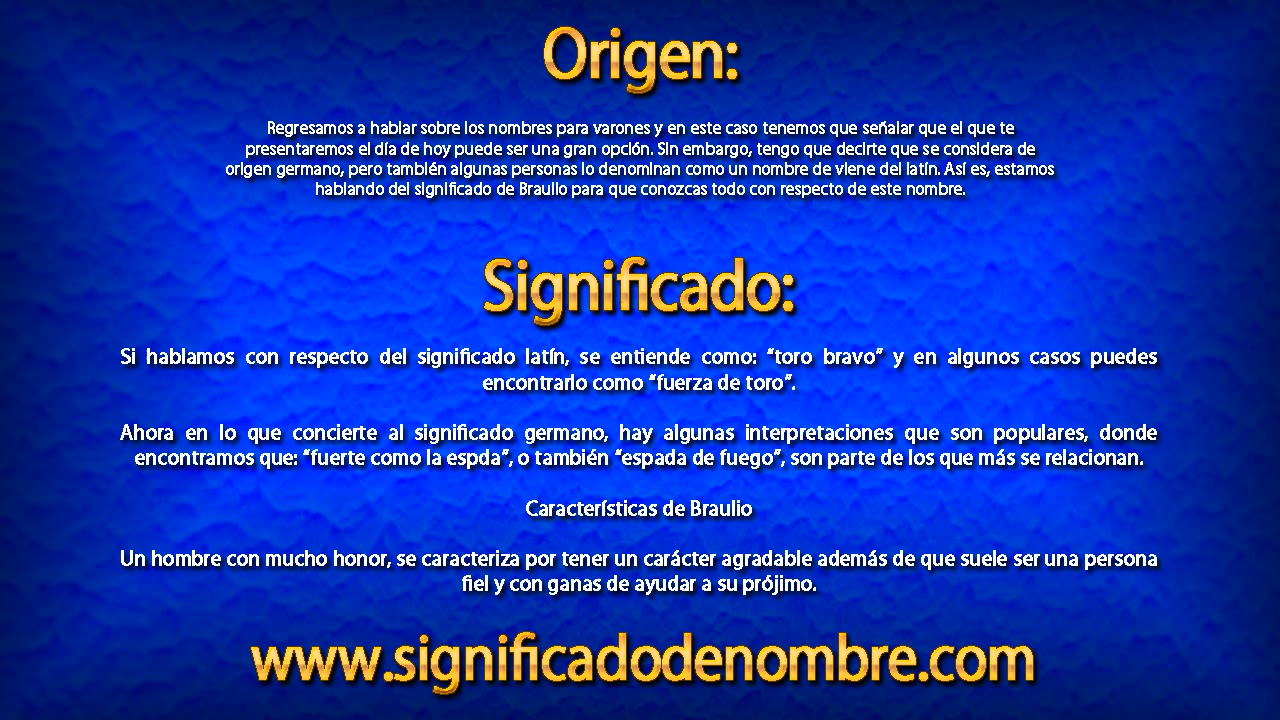 Origen:
Regresamos a hablar sobre los nombres para varones y en este caso tenemos que señalar que el que te
presentaremos el día de hoy puede ser una gran opción. Sin embargo, tengo que decirte que se considera de
origen germano, pero también algunas personas lo denominan como un nombre de viene del latín. Así es, estamos
hablando del significado de Braulio para que conozcas todo con respecto de este nombre.
Significado:
Si hablamos con respecto del significado latín, se entiende como: “toro bravo” y en algunos casos puedes
encontrarlo como “fuerza de toro”.
Ahora en lo que concierte al significado germano, hay algunas interpretaciones que son populares, donde
encontramos que: “fuerte como la espda”, o también “espada de fuego”, son parte de los que más se relacionan.
Características de Braulio
Un hombre con mucho honor, se caracteriza por tener un carácter agradable además de que suele ser una persona
fiel y con ganas de ayudar a su prójimo.
www.significadodenombre.com